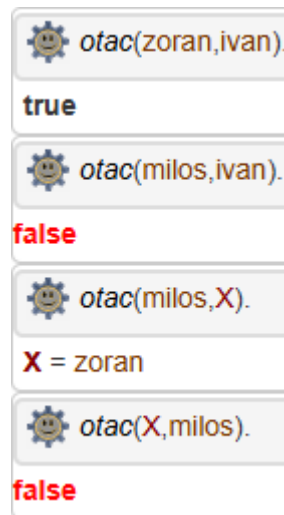 otac(zoran,ivan).
true
otac(milos,ivan).
false
otac(milos,X).
X = zoran
otac(X,milos).
false